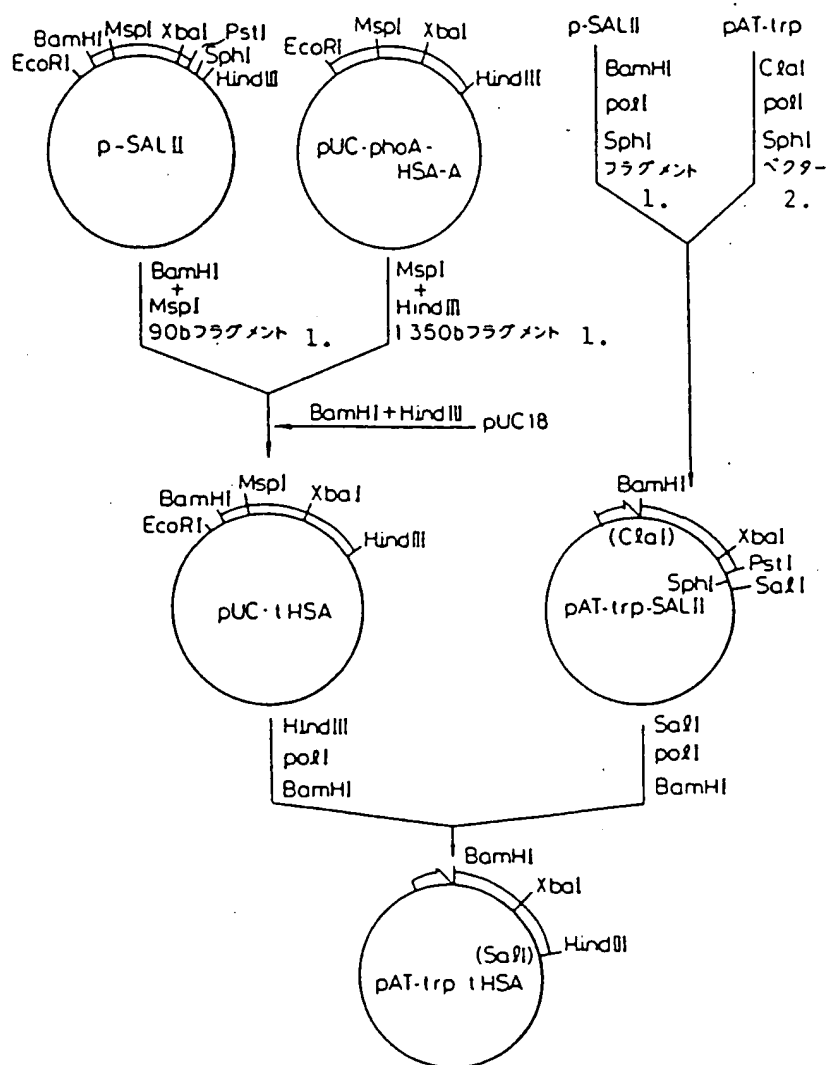 BamHI
MspI
XbaI
PstI
SphI
HindIII
EcoRI
p-SALII
EcoRI
MspI
XbaI
HindIII
pUC-phoA-
HSA-A
p-SALII
BamHI
polI
SphI
フラグメント
1.
pAT-trp
ClaI
polI
SphI
ベクター
2.
BamHI
+
MspI
90bフラグメント 1.
MspI
+
HindIII
1350bフラグメント 1.
BamHI+HindIII
pUC18
BamHI
MspI
XbaI
EcoRI
HindIII
pUC-tHSA
BamHI
(ClaI)
XbaI
PstI
SphI
SalI
pAT-trp-SALII
HindIII
polI
BamHI
SalI
polI
BamHI
BamHI
XbaI
(SalI)
HindIII
pAT-trp tHSA